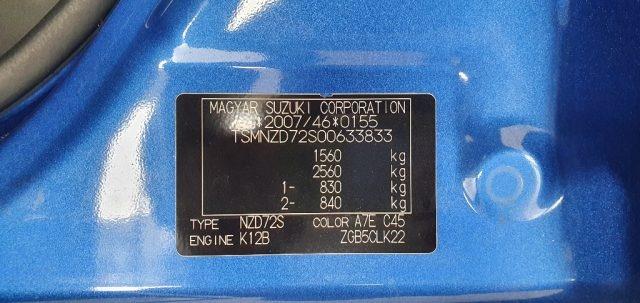 MAGYAR SUZUKI CORPORATION
*2007/46*0155
TSMNZD72S00633833
1560 kg
2560 kg
1- 830 kg
2- 840 kg
TYPE NZD72S COLOR A7E C45
ENGINE K12B ZGB5CLK22